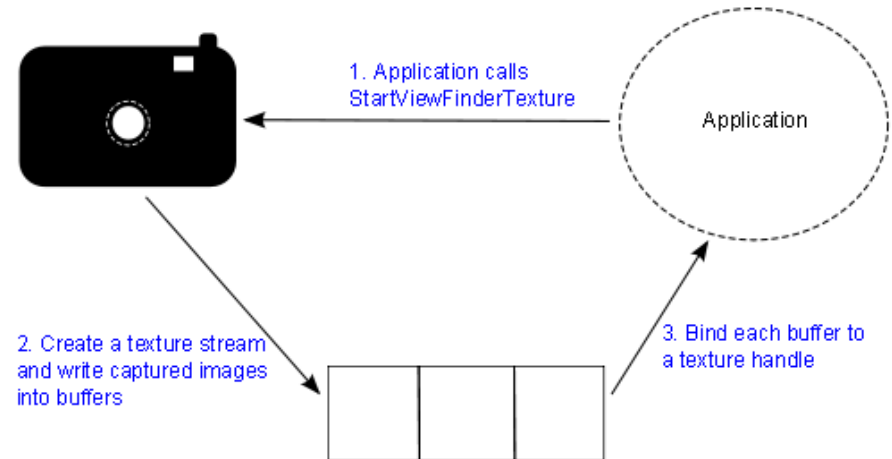 1. Application calls
StartViewFinderTexture
Application
2. Create a texture stream
and write captured images
into buffers
3. Bind each buffer to
a texture handle